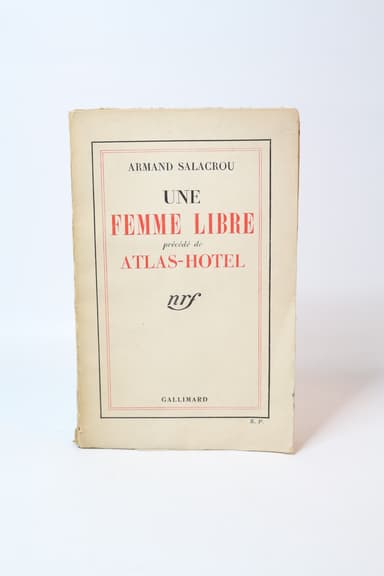 ARMAND SALACROU
UNE
FEMME LIBRE
précédé de
ATLAS-HOTEL
nrf
GALLIMARD
S. P.